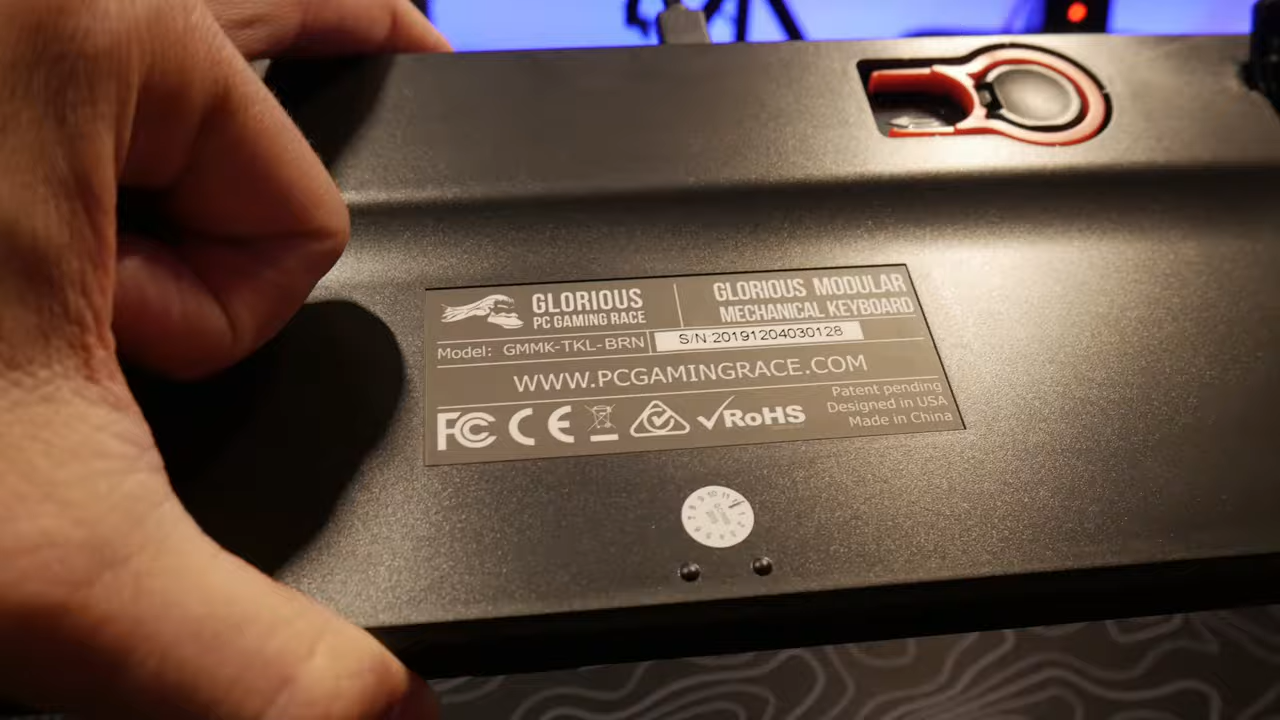 GLORIOUS
PC GAMING RACE
GLORIOUS MODULAR
MECHANICAL KEYBOARD
Model: GMMK-TKL-BRN
S/N:20191204030128
WWW.PCGAMINGRACE.COM
FC CE RoHS
Patent pending
Designed in USA
Made in China